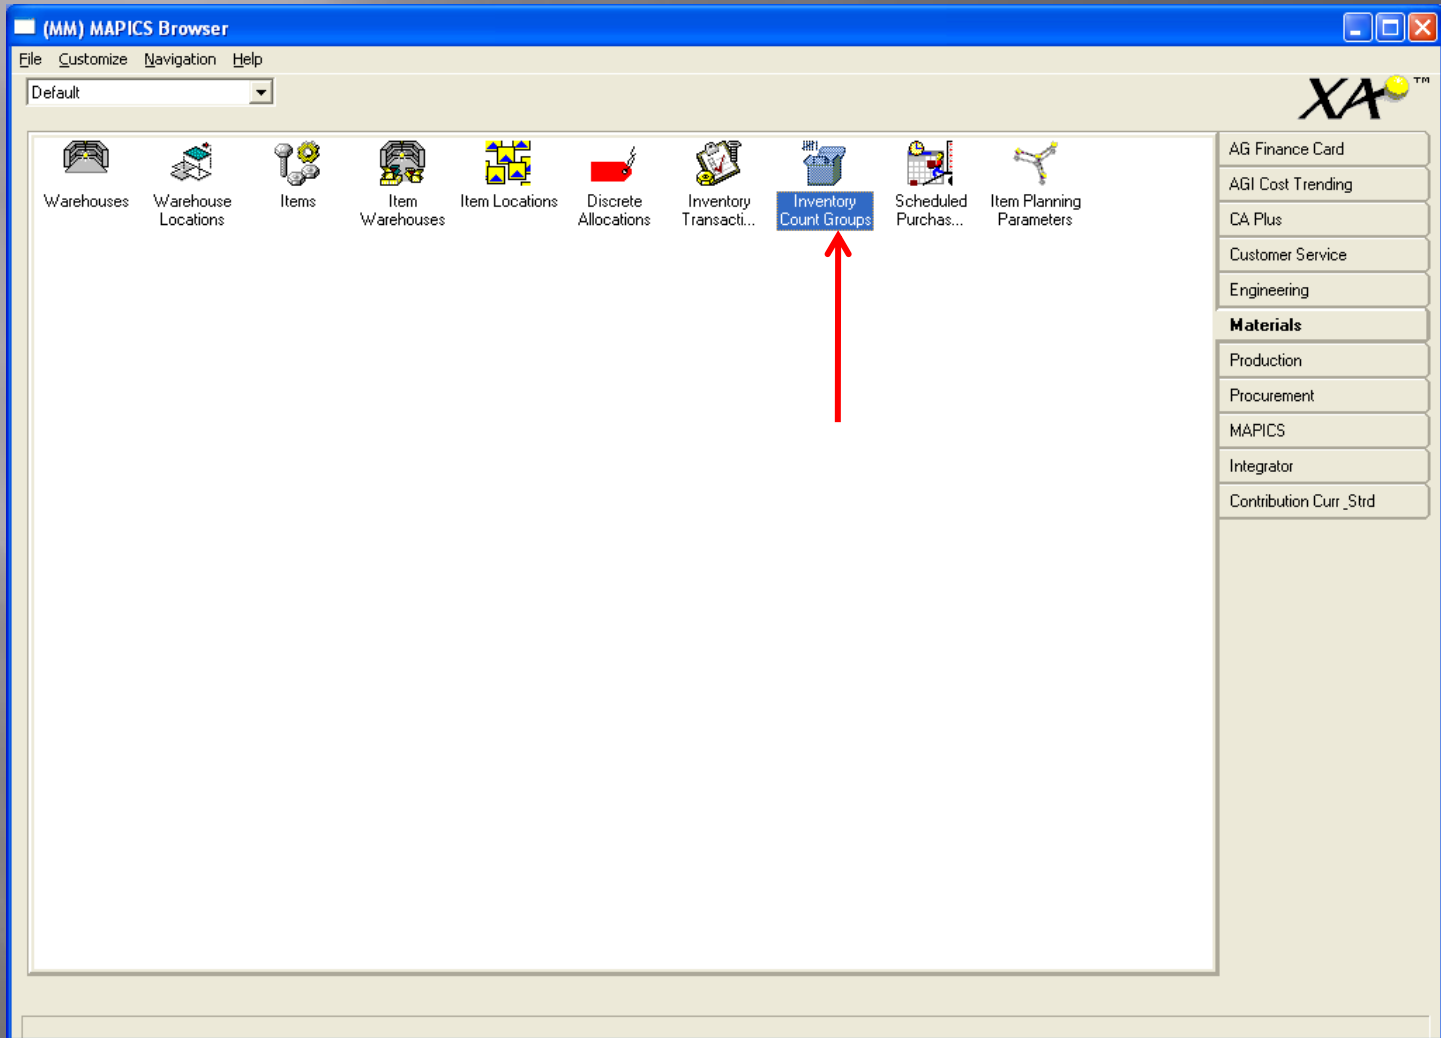 (MM) MAPICS Browser
File Customize Navigation Help
Default
XA™
Warehouses
Warehouse
Locations
Items
Item
Warehouses
Item Locations
Discrete
Allocations
Inventory
Transacti...
Inventory
Count Groups
Scheduled
Purchas...
Item Planning
Parameters
AG Finance Card
AGI Cost Trending
CA Plus
Customer Service
Engineering
Materials
Production
Procurement
MAPICS
Integrator
Contribution Curr_Strd